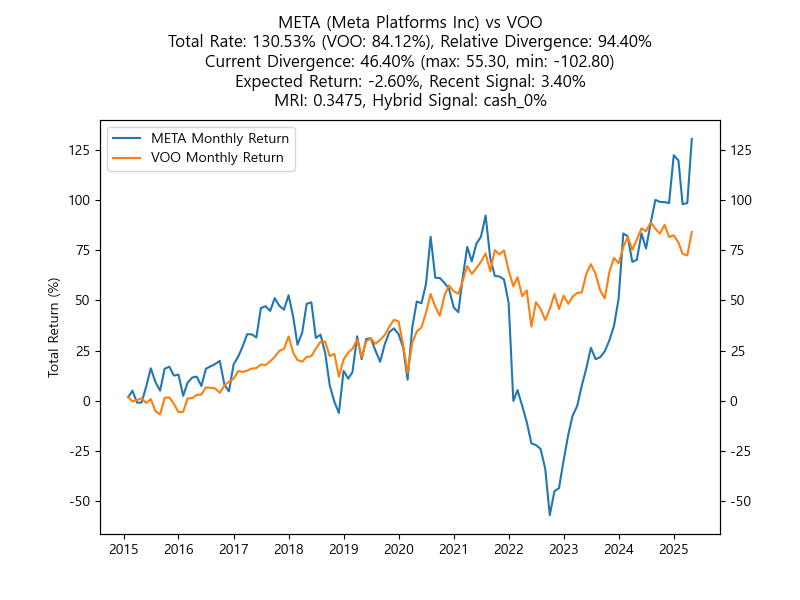 META (Meta Platforms Inc) vs VOO
Total Rate: 130.53% (VOO: 84.12%), Relative Divergence: 94.40%
Current Divergence: 46.40% (max: 55.30, min: -102.80)
Expected Return: -2.60%, Recent Signal: 3.40%
MRI: 0.3475, Hybrid Signal: cash_0%
META Monthly Return
VOO Monthly Return
Total Return (%)
125
100
75
50
25
0
-25
-50
125
100
75
50
25
0
-25
-50
2015 2016 2017 2018 2019 2020 2021 2022 2023 2024 2025